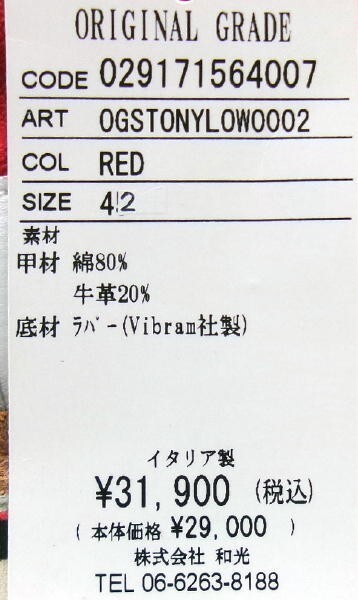 ORIGINAL GRADE
CODE 029171564007
ART OGSTONYLOW0002
COL RED
SIZE 42
素材
甲材 綿80%
牛革20%
底材 ﾗﾊﾞｰ(Vibram社製)
イタリア製
¥31,900 (税込)
( 本体価格 ¥29,000 )
株式会社 和光
TEL 06-6263-8188